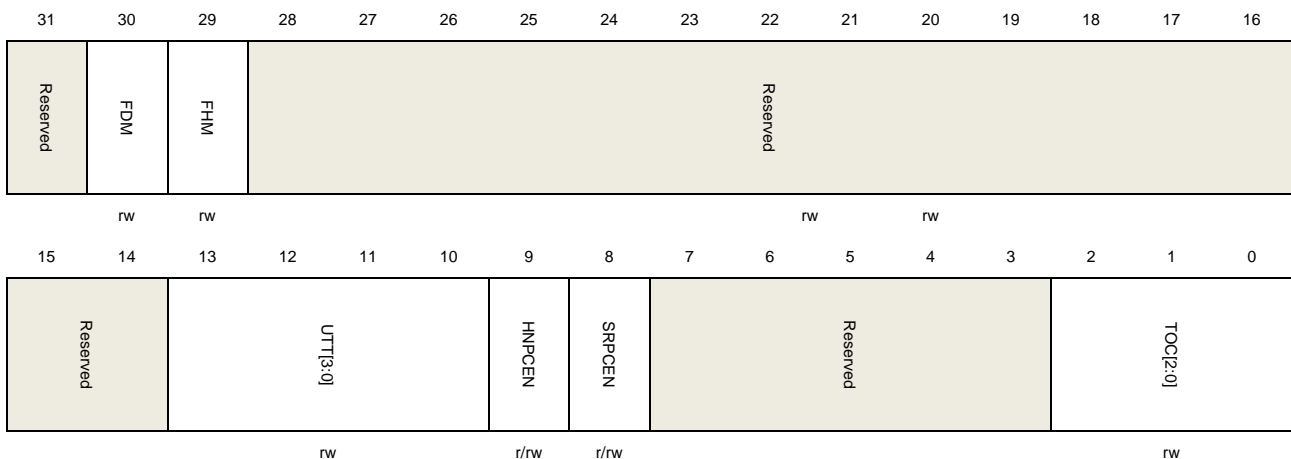 31 30 29 28 27 26 25 24 23 22 21 20 19 18 17 16
Reserved FDM FHM Reserved
rw rw rw rw
15 14 13 12 11 10 9 8 7 6 5 4 3 2 1 0
Reserved UTT[3:0] HNPCEN SRPCEN Reserved TOC[2:0]
rw r/rw r/rw rw